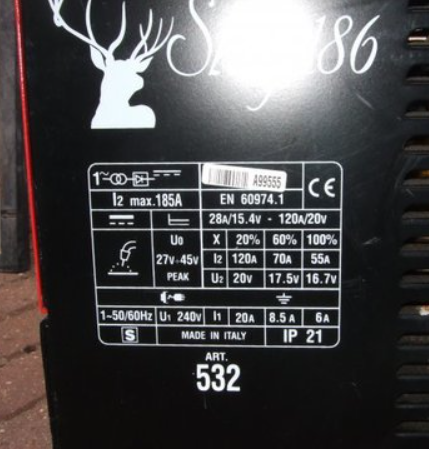 186
1~
A99555
I2 max.185A
EN 60974.1
CE
28A/15.4v - 120A/20v
U0
X 20% 60% 100%
27v÷45v
I2 120A 70A 55A
PEAK
U2 20v 17.5v 16.7v
1~50/60Hz U1 240v I1 20A 8.5A 6A
S
MADE IN ITALY
IP 21
ART.
532